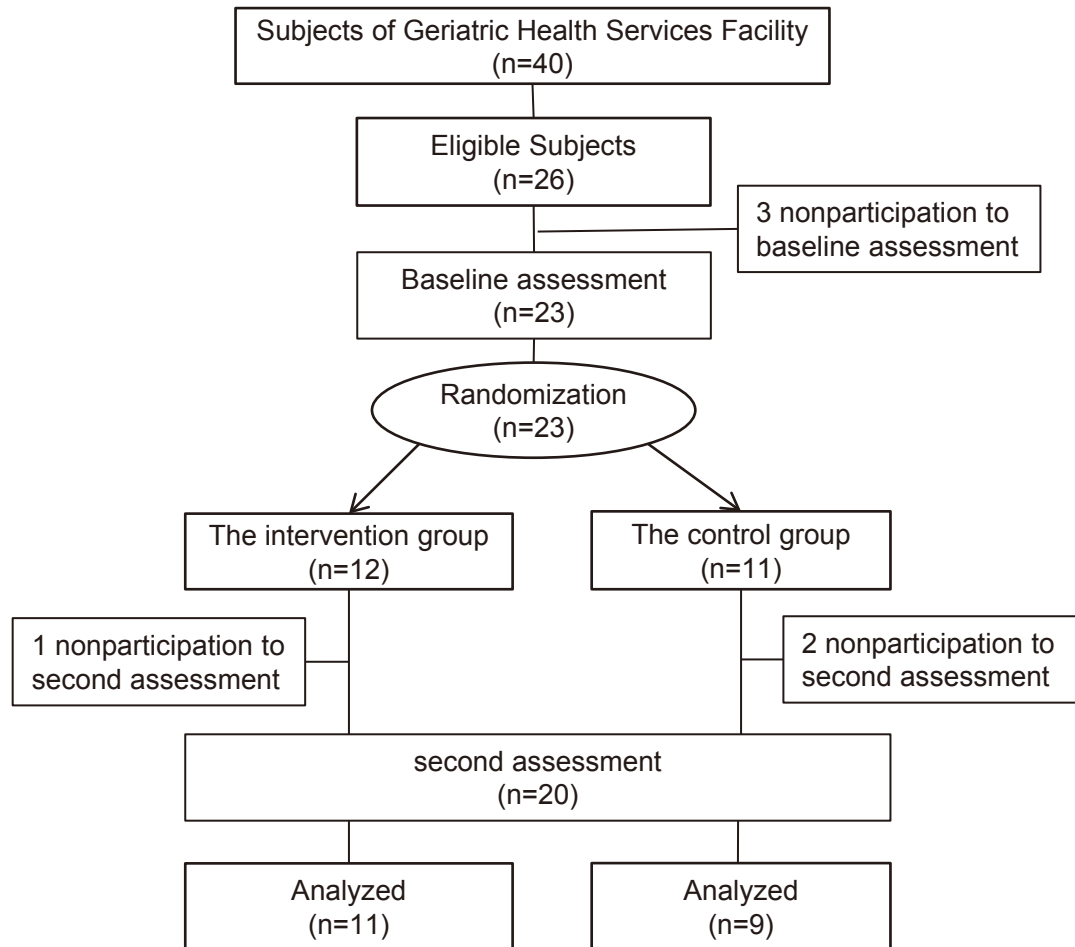 Subjects of Geriatric Health Services Facility
(n=40)
Eligible Subjects
(n=26)
3 nonparticipation to
baseline assessment
Baseline assessment
(n=23)
Randomization
(n=23)
The intervention group
(n=12)
The control group
(n=11)
1 nonparticipation to
second assessment
2 nonparticipation to
second assessment
second assessment
(n=20)
Analyzed
(n=11)
Analyzed
(n=9)